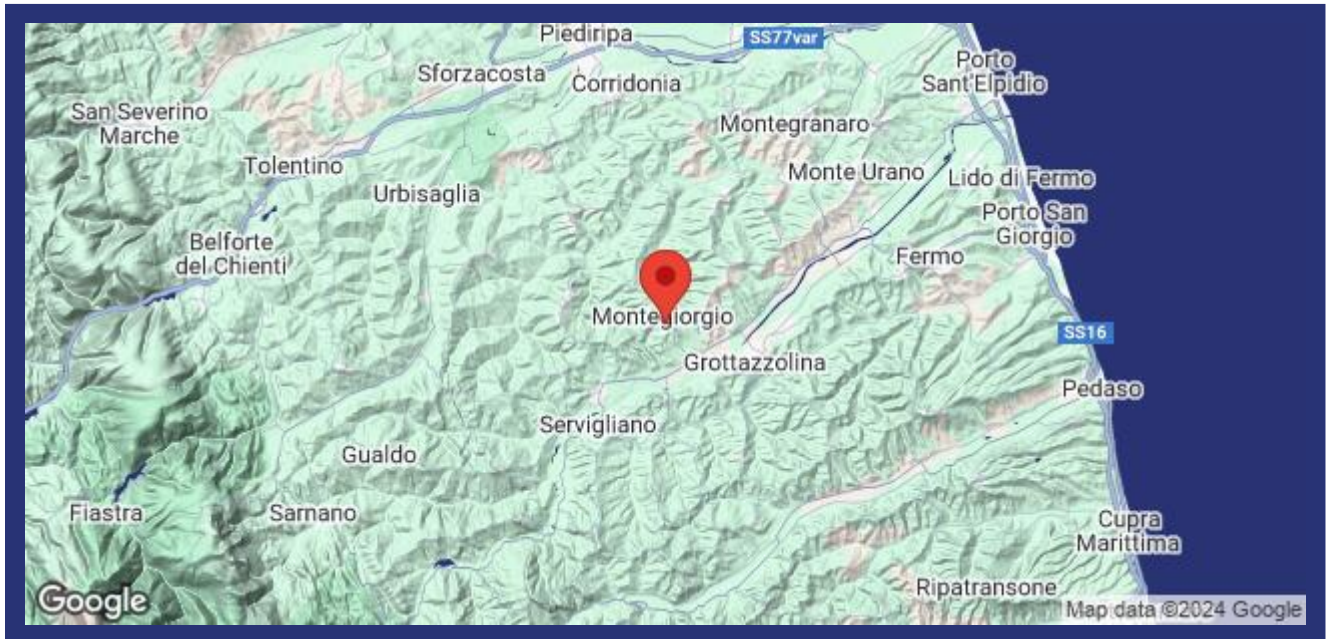 Piediripa
SS77var
Porto
Sant'Elpidio
Sforzacosta
Corridonia
San Severino
Marche
Montegranaro
Tolentino
Monte Urano
Lido di Fermo
Urbisaglia
Porto San
Giorgio
Belforte
del Chienti
Fermo
Montegiorgio
SS16
Grottazzolina
Pedaso
Servigliano
Gualdo
Fiastra
Sarnano
Cupra
Marittima
Ripatransone
Google
Map data ©2024 Google